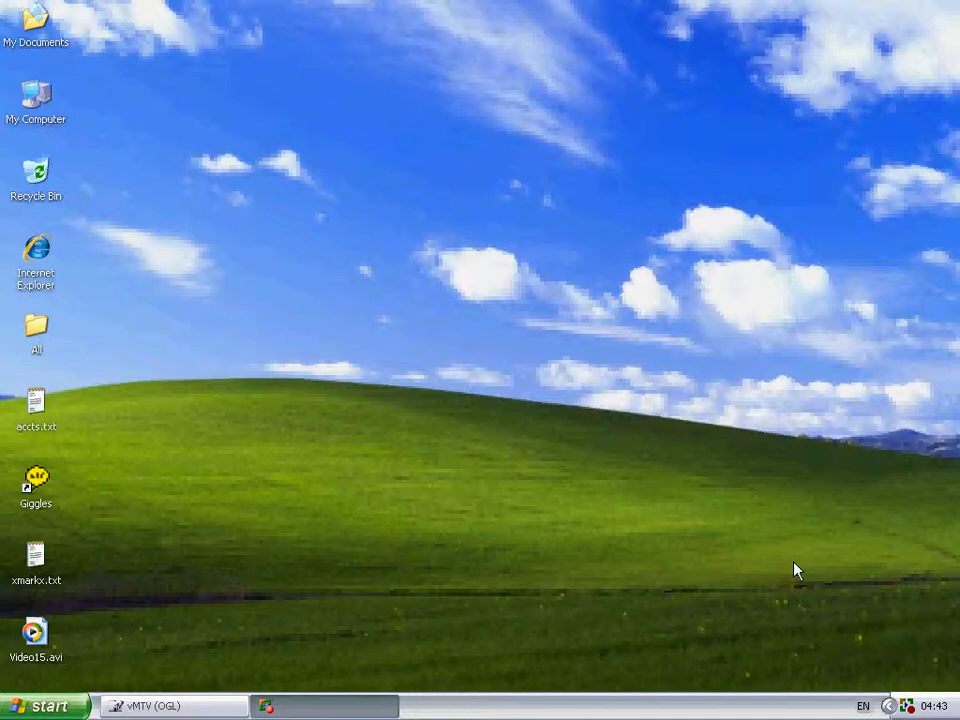 My Documents
My Computer
Recycle Bin
Internet
Explorer
All
accts.txt
Giggles
xmarkx.txt
Video15.avi
start
vMTV (OGL)
EN
04:43